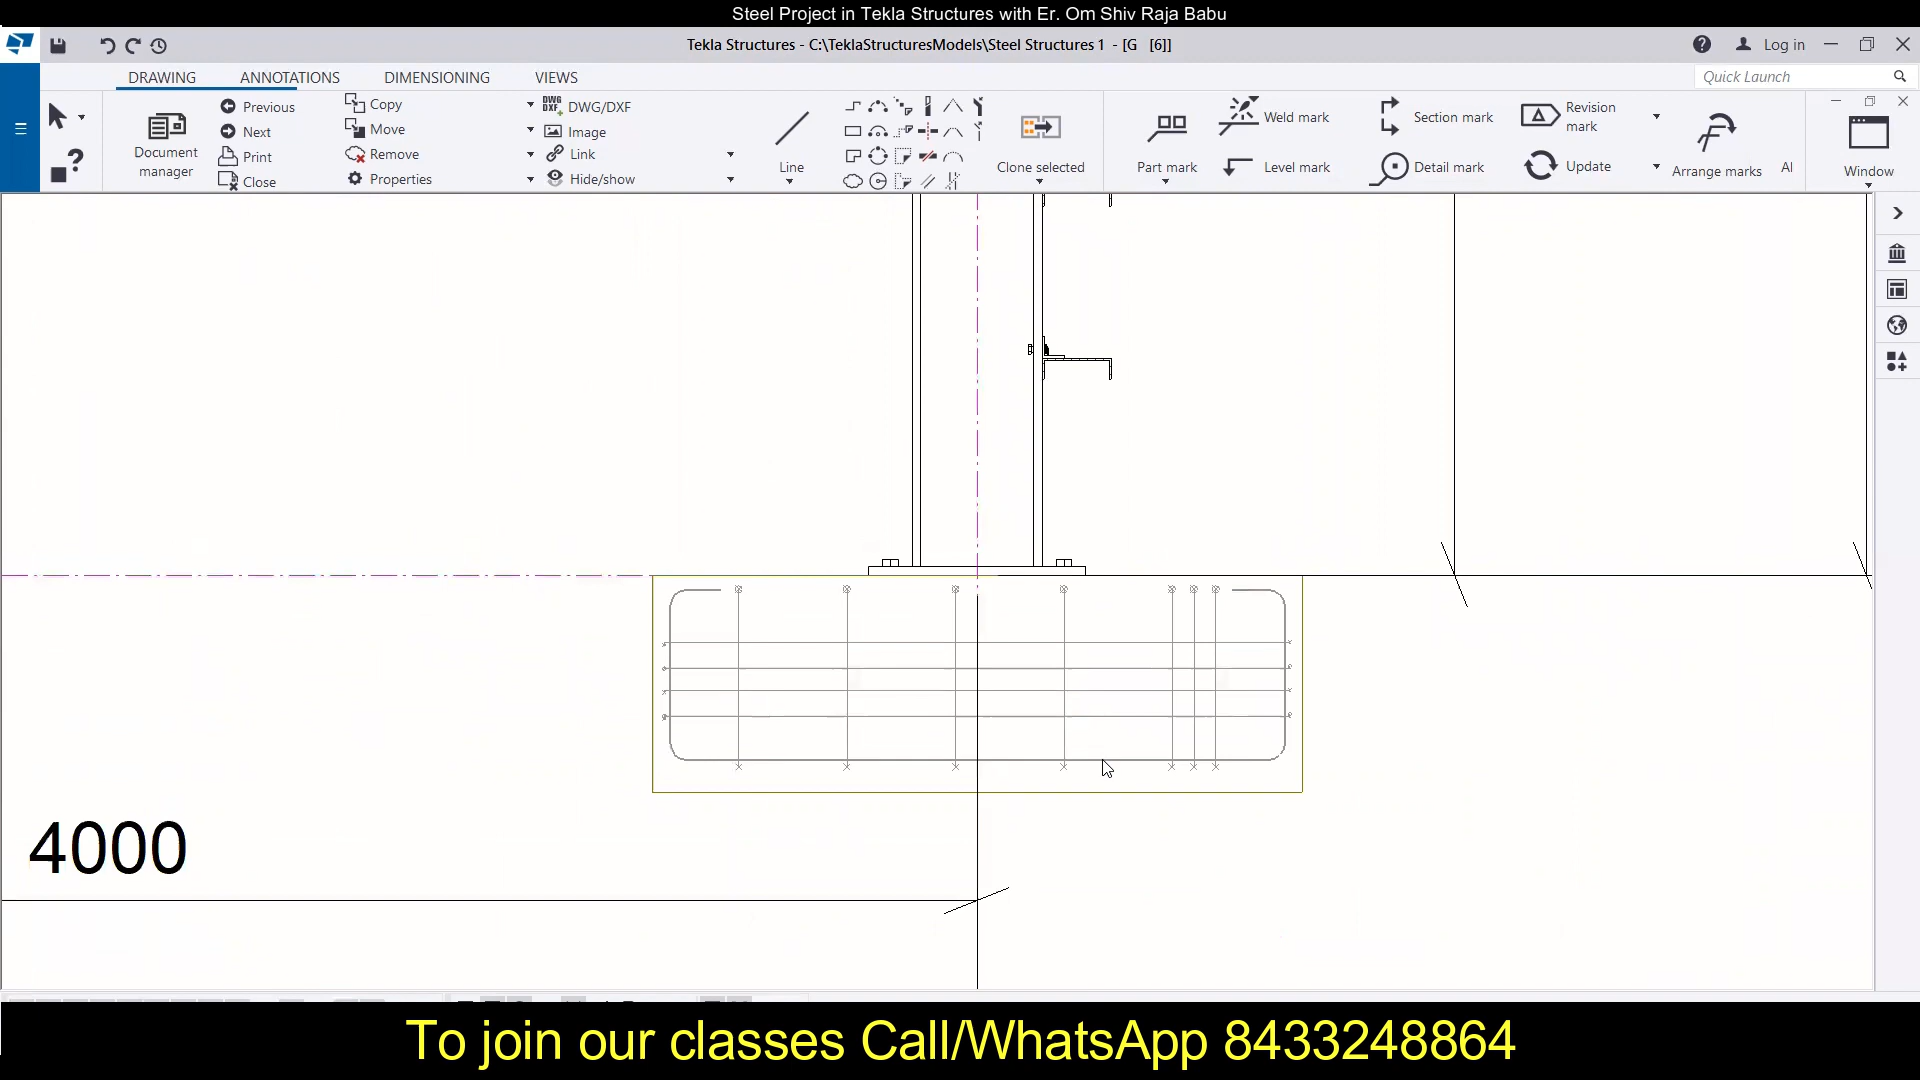 Steel Project in Tekla Structures with Er. Om Shiv Raja Babu
Tekla Structures - C:\TeklaStructuresModels\Steel Structures 1 - [G [6]]
Log in
DRAWING ANNOTATIONS DIMENSIONING VIEWS
Quick Launch
Document manager
Previous
Next
Print
Close
Copy
Move
Remove
Properties
DWG DXF DWG/DXF
Image
Link
Hide/show
Line
Clone selected
Part mark
Weld mark
Level mark
Section mark
Detail mark
Revision mark
Update
Arrange marks
Al
Window
4000
To join our classes Call/WhatsApp 8433248864